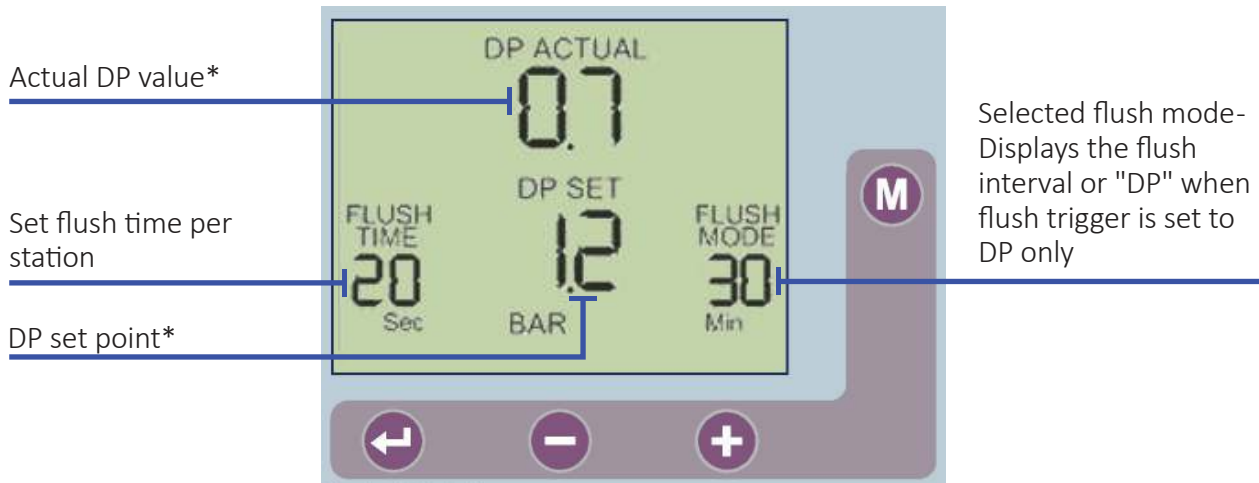 Actual DP value*
Set flush time per
station
DP set point*
DP ACTUAL
0.7
DP SET
1.2
BAR
FLUSH
TIME
20
Sec
FLUSH
MODE
30
Min
M
Selected flush mode-
Displays the flush
interval or "DP" when
flush trigger is set to
DP only